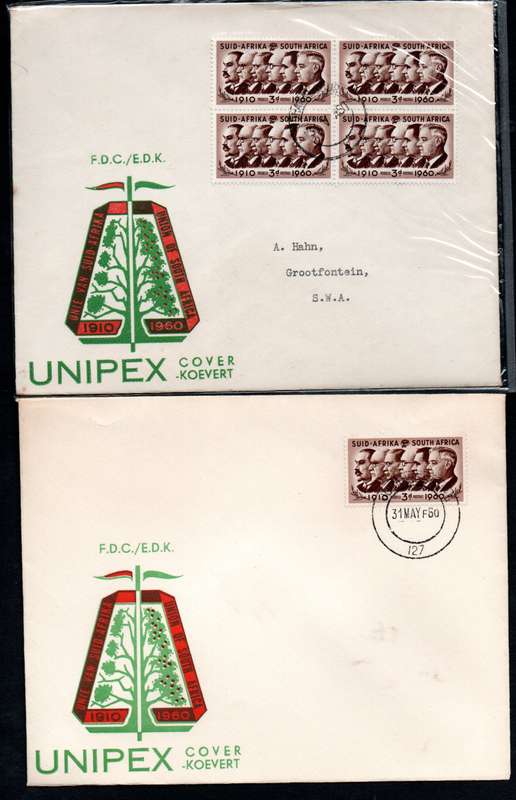 SUID-AFRIKA SOUTH AFRICA
1910 POSSEËL 3d POSTAGE 1960
SUID-AFRIKA SOUTH AFRICA
1910 3d 1960
SUID-AFRIKA SOUTH AFRICA
1910 3d 1960
SUID-AFRIKA SOUTH AFRICA
1910 3d 1960
F.D.C./E.D.K.
UNIE VAN SUID AFRIKA
UNION OF SOUTH AFRICA
1910 1960
UNIPEX COVER
-KOEVERT
A. Hahn,
Grootfontein,
S.W.A.
SUID-AFRIKA SOUTH AFRICA
1910 3d 1960
31 MAY F60
127
F.D.C./E.D.K.
UNIE VAN SUID AFRIKA
UNION OF SOUTH AFRICA
1910 1960
UNIPEX COVER
-KOEVERT